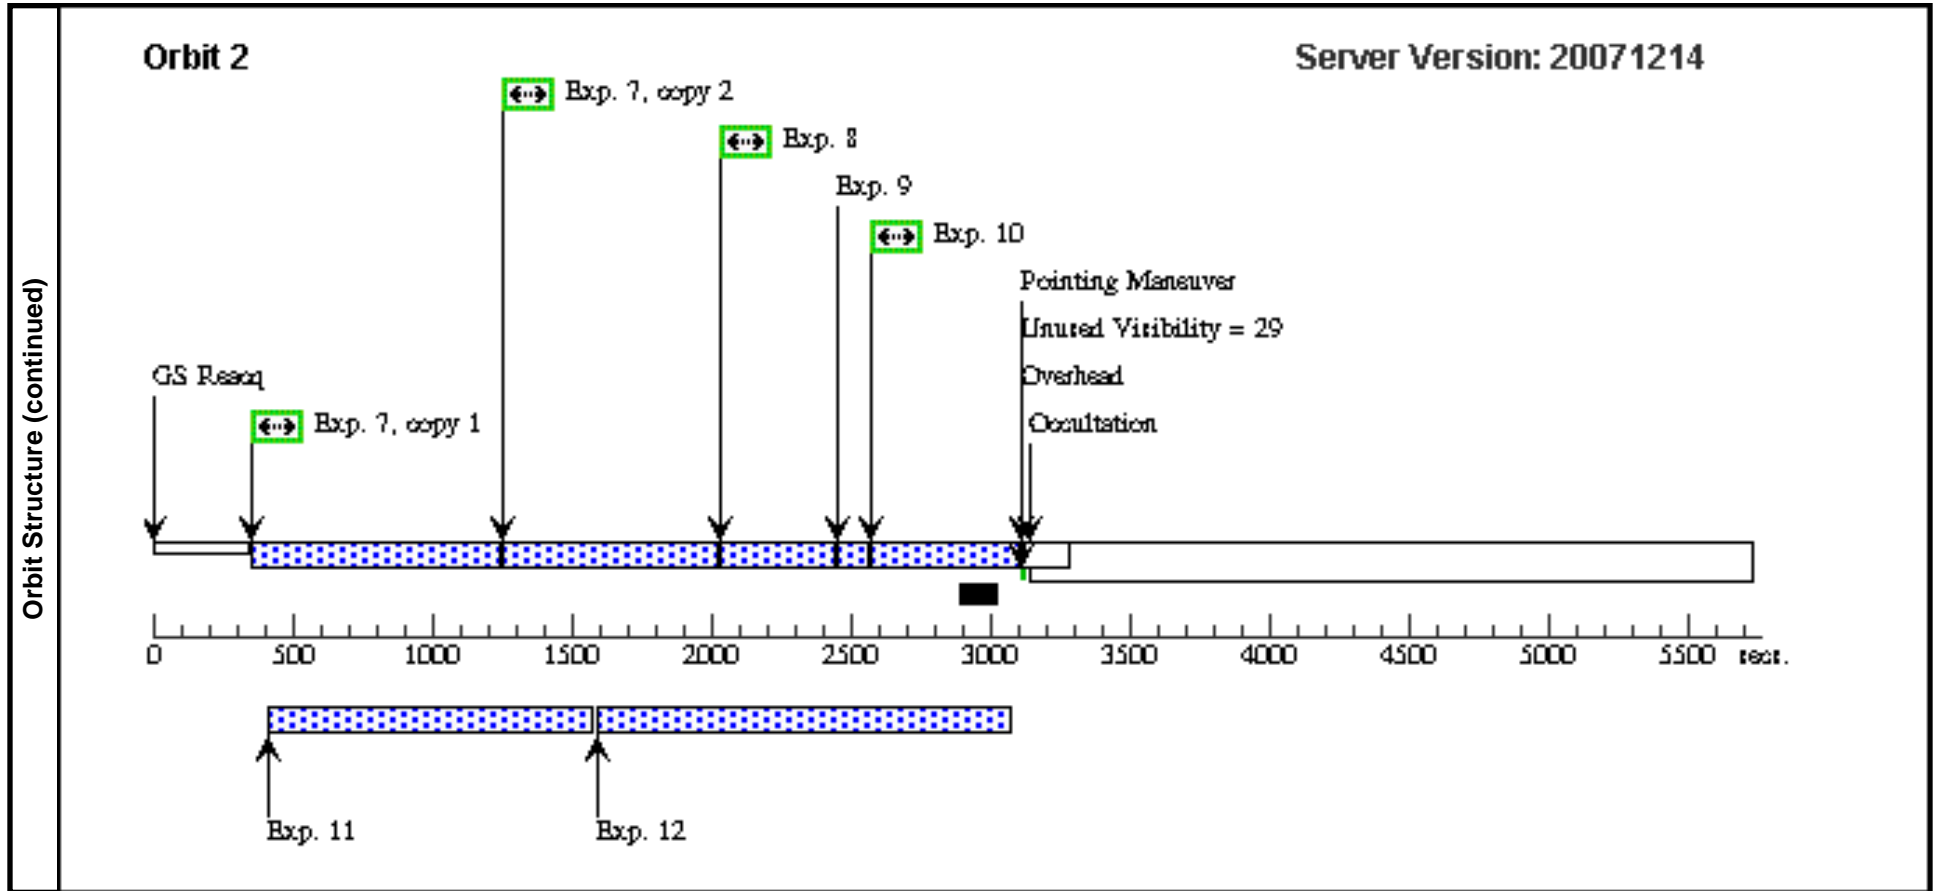 Orbit Structure (continued)
Orbit 2
Server Version: 20071214
Exp. 7, copy 2
Exp. 8
Exp. 9
Exp. 10
Pointing Maneuver
Unused Visibility = 29
GS Reacq
Overhead
Exp. 7, copy 1
Occultation
0 500 1000 1500 2000 2500 3000 3500 4000 4500 5000 5500 secs.
Exp. 11
Exp. 12